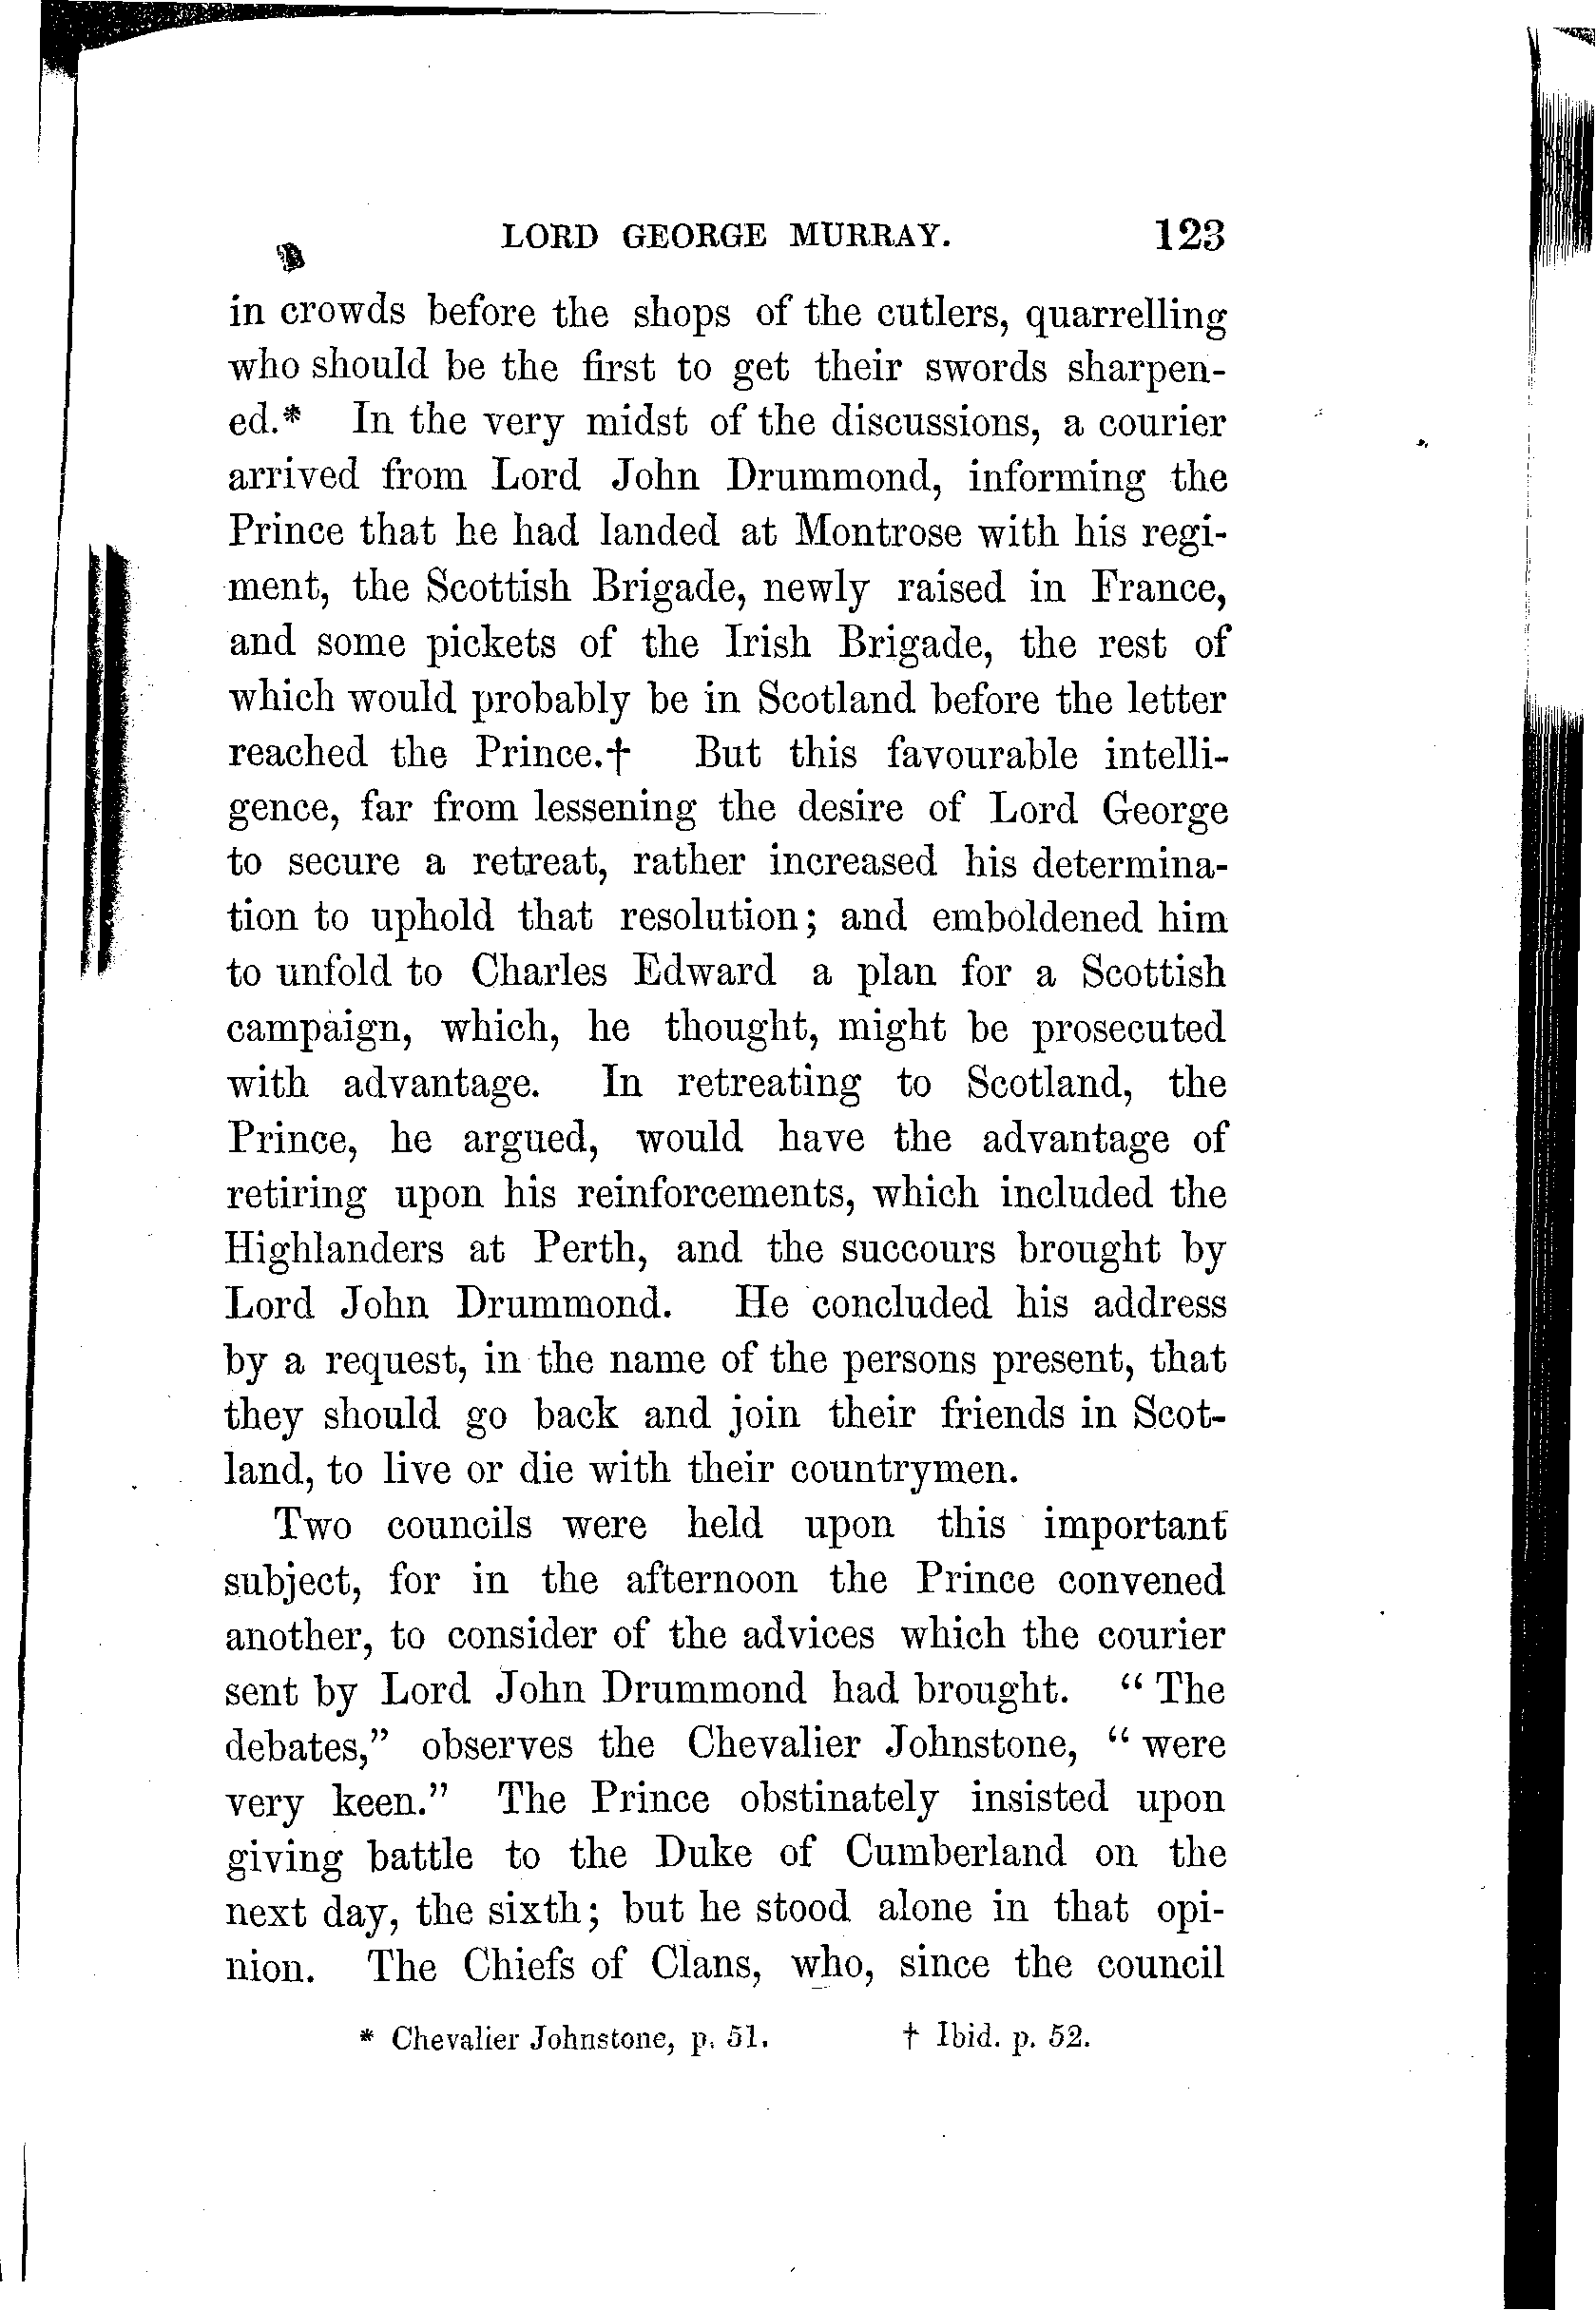 LORD GEORGE MURRAY. 123
in crowds before the shops of the cutlers, quarrelling
who should be the first to get their swords sharpen-
ed.* In the very midst of the discussions, a courier
arrived from Lord John Drummond, informing the
Prince that he had landed at Montrose with his regi-
ment, the Scottish Brigade, newly raised in France,
and some pickets of the Irish Brigade, the rest of
which would probably be in Scotland before the letter
reached the Prince.† But this favourable intelli-
gence, far from lessening the desire of Lord George
to secure a retreat, rather increased his determina-
tion to uphold that resolution; and emboldened him
to unfold to Charles Edward a plan for a Scottish
campaign, which, he thought, might be prosecuted
with advantage. In retreating to Scotland, the
Prince, he argued, would have the advantage of
retiring upon his reinforcements, which included the
Highlanders at Perth, and the succours brought by
Lord John Drummond. He concluded his address
by a request, in the name of the persons present, that
they should go back and join their friends in Scot-
land, to live or die with their countrymen.
Two councils were held upon this important
subject, for in the afternoon the Prince convened
another, to consider of the advices which the courier
sent by Lord John Drummond had brought. “The
debates,” observes the Chevalier Johnstone, “were
very keen.” The Prince obstinately insisted upon
giving battle to the Duke of Cumberland on the
next day, the sixth; but he stood alone in that opi-
nion. The Chiefs of Clans, who, since the council
* Chevalier Johnstone, p. 51. † Ibid. p. 52.